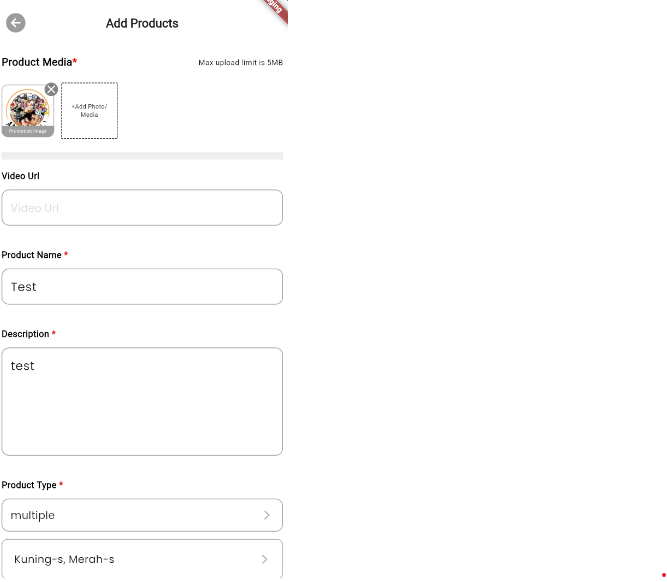 ging
Add Products
Product Media*
Max upload limit is 5MB
Promotion Image
+Add Photo/
Media
Video Url
Video Url
Product Name *
Test
Description *
test
Product Type *
multiple
Kuning-s, Merah-s